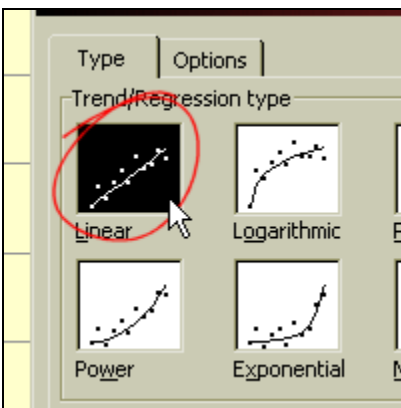 Type Options
Trend/Regression type
Linear Logarithmic
Power Exponential